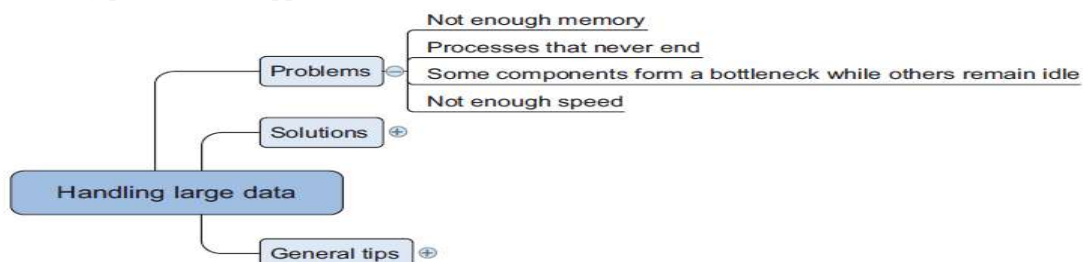 Not enough memory
Processes that never end
Problems
Some components form a bottleneck while others remain idle
Not enough speed
Solutions
Handling large data
General tips